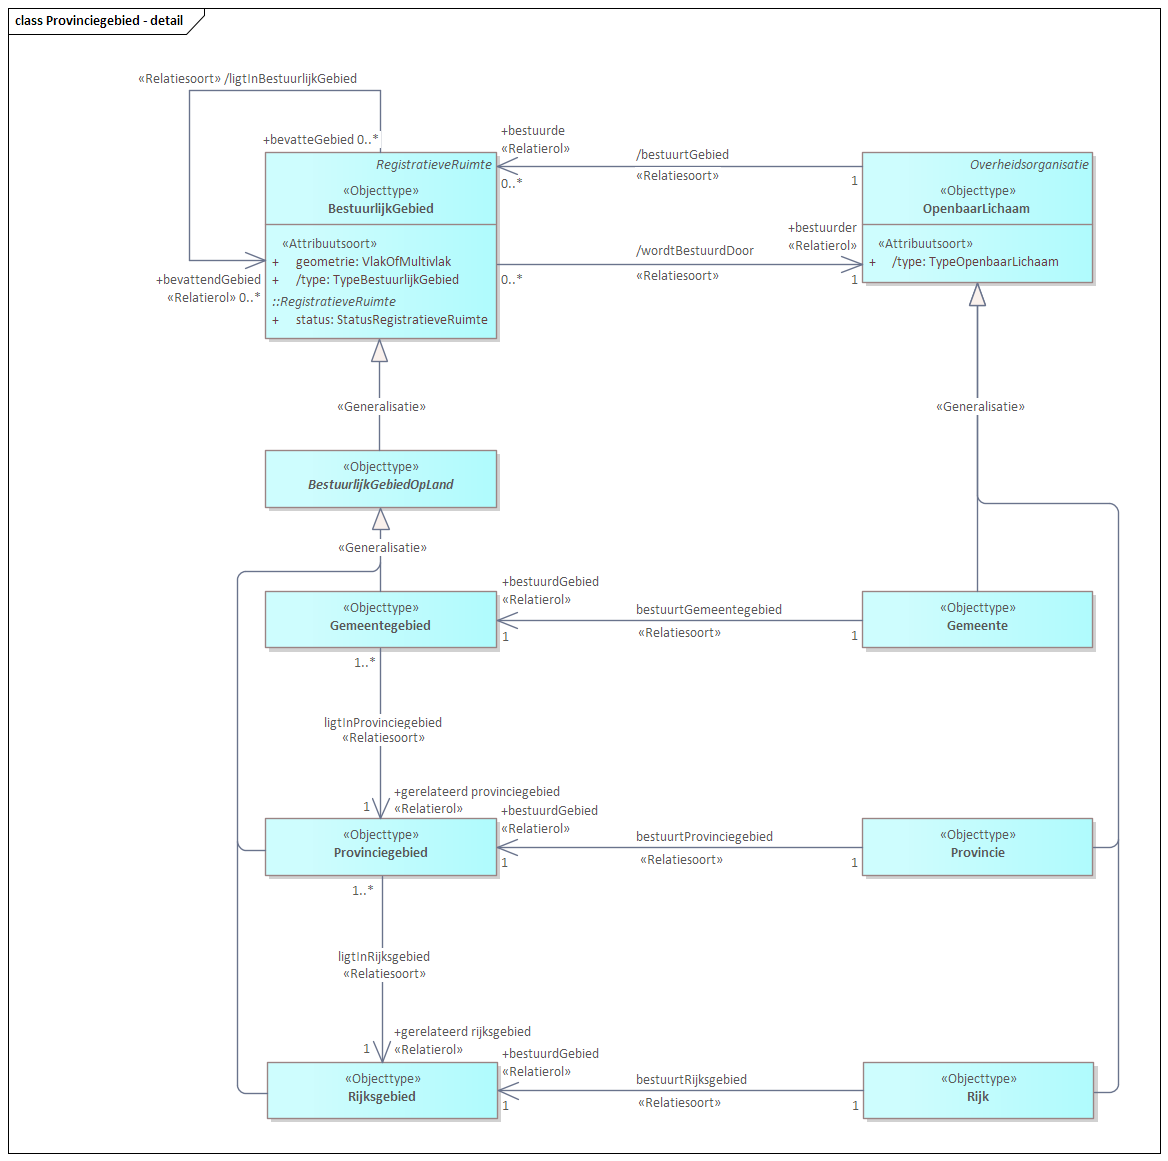 class Provinciegebied - detail
«Relatiesoort» /ligtInBestuurlijkGebied
+bevatteGebied 0..*
+bestuurde
«Relatierol»
0..*
/bestuurtGebied
«Relatiesoort»
1
RegistratieveRuimte
«Objecttype»
BestuurlijkGebied
«Attribuutsoort»
+ geometrie: VlakOfMultivlak
+ /type: TypeBestuurlijkGebied
::RegistratieveRuimte
+ status: StatusRegistratieveRuimte
Overheidsorganisatie
«Objecttype»
OpenbaarLichaam
«Attribuutsoort»
+ /type: TypeOpenbaarLichaam
+bestuurder
«Relatierol»
/wordtBestuurdDoor
«Relatiesoort»
0..*
1
+bevattendGebied
«Relatierol» 0..*
«Generalisatie»
«Generalisatie»
«Objecttype»
BestuurlijkGebiedOpLand
«Generalisatie»
+bestuurdGebied
«Relatierol»
1
bestuurtGemeentegebied
«Relatiesoort»
1
«Objecttype»
Gemeentegebied
«Objecttype»
Gemeente
1..*
ligtInProvinciegebied
«Relatiesoort»
+gerelateerd provinciegebied
«Relatierol»
1
+bestuurdGebied
«Relatierol»
1
bestuurtProvinciegebied
«Relatiesoort»
1
«Objecttype»
Provinciegebied
«Objecttype»
Provincie
1..*
ligtInRijksgebied
«Relatiesoort»
+gerelateerd rijksgebied
«Relatierol»
1
+bestuurdGebied
«Relatierol»
1
bestuurtRijksgebied
«Relatiesoort»
1
«Objecttype»
Rijksgebied
«Objecttype»
Rijk